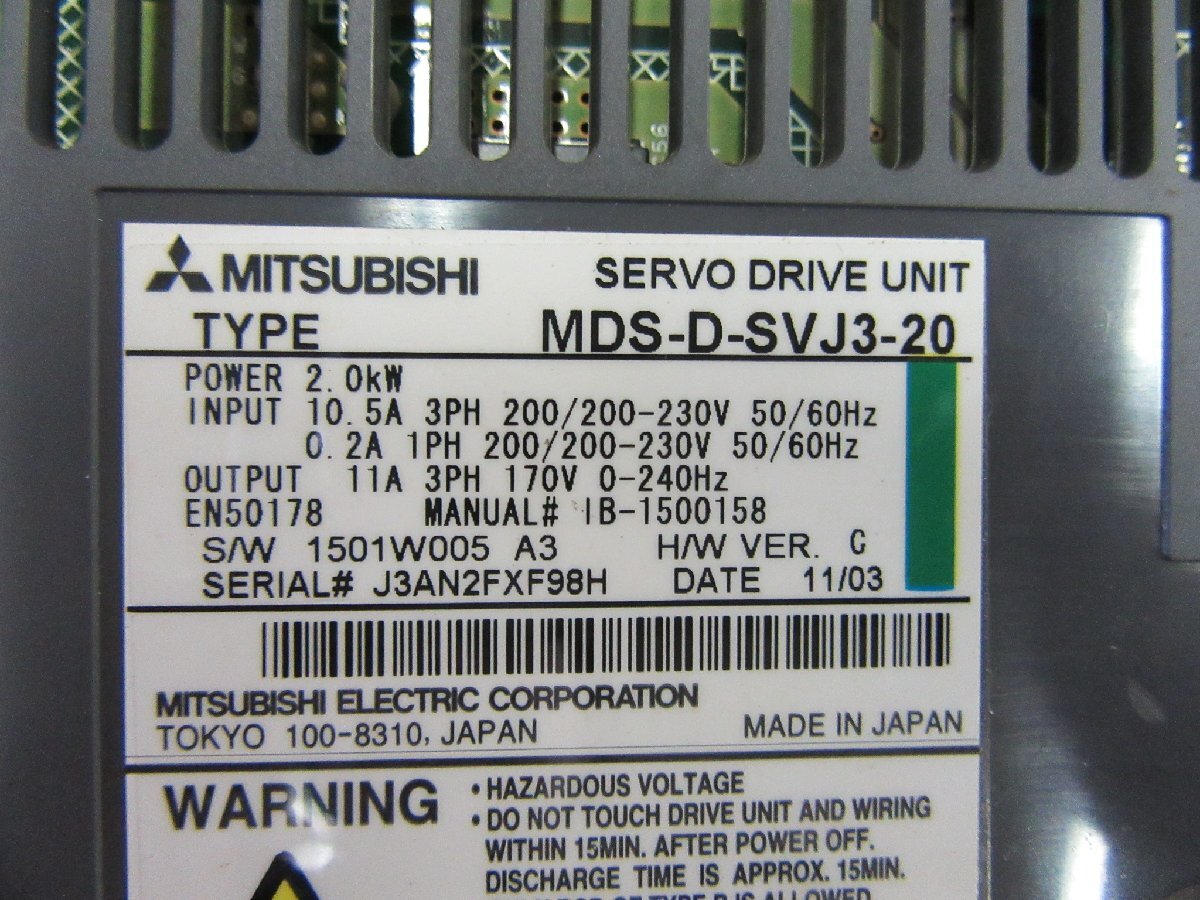 MITSUBISHI SERVO DRIVE UNIT
TYPE MDS-D-SVJ3-20
POWER 2.0kW
INPUT 10.5A 3PH 200/200-230V 50/60Hz
0.2A 1PH 200/200-230V 50/60Hz
OUTPUT 11A 3PH 170V 0-240Hz
EN50178 MANUAL# IB-1500158
S/W 1501W005 A3 H/W VER. C
SERIAL# J3AN2FXF98H DATE 11/03
MITSUBISHI ELECTRIC CORPORATION
TOKYO 100-8310, JAPAN MADE IN JAPAN
WARNING
• HAZARDOUS VOLTAGE
• DO NOT TOUCH DRIVE UNIT AND WIRING
WITHIN 15MIN. AFTER POWER OFF.
DISCHARGE TIME IS APPROX. 15MIN.